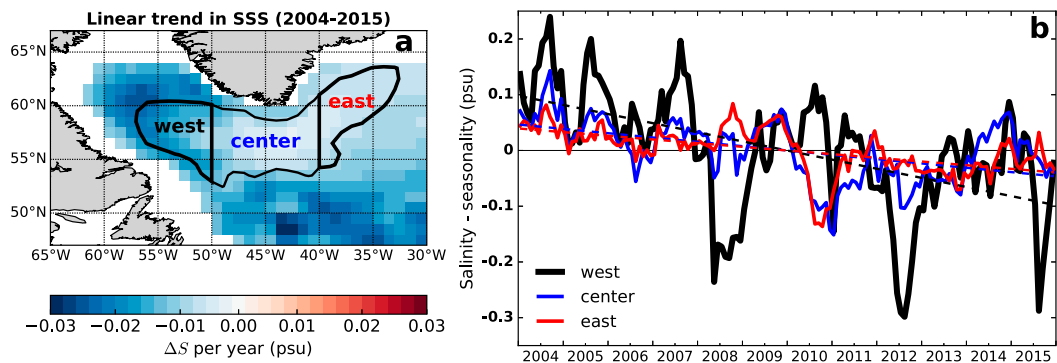 Linear trend in SSS (2004-2015)
a
65°N
60°N
55°N
50°N
west
center
east
65°W 60°W 55°W 50°W 45°W 40°W 35°W 30°W
−0.03 −0.02 −0.01 0.00 0.01 0.02 0.03
ΔS per year (psu)
b
Salinity - seasonality (psu)
0.2
0.1
0
-0.1
-0.2
-0.3
west
center
east
2004 2005 2006 2007 2008 2009 2010 2011 2012 2013 2014 2015